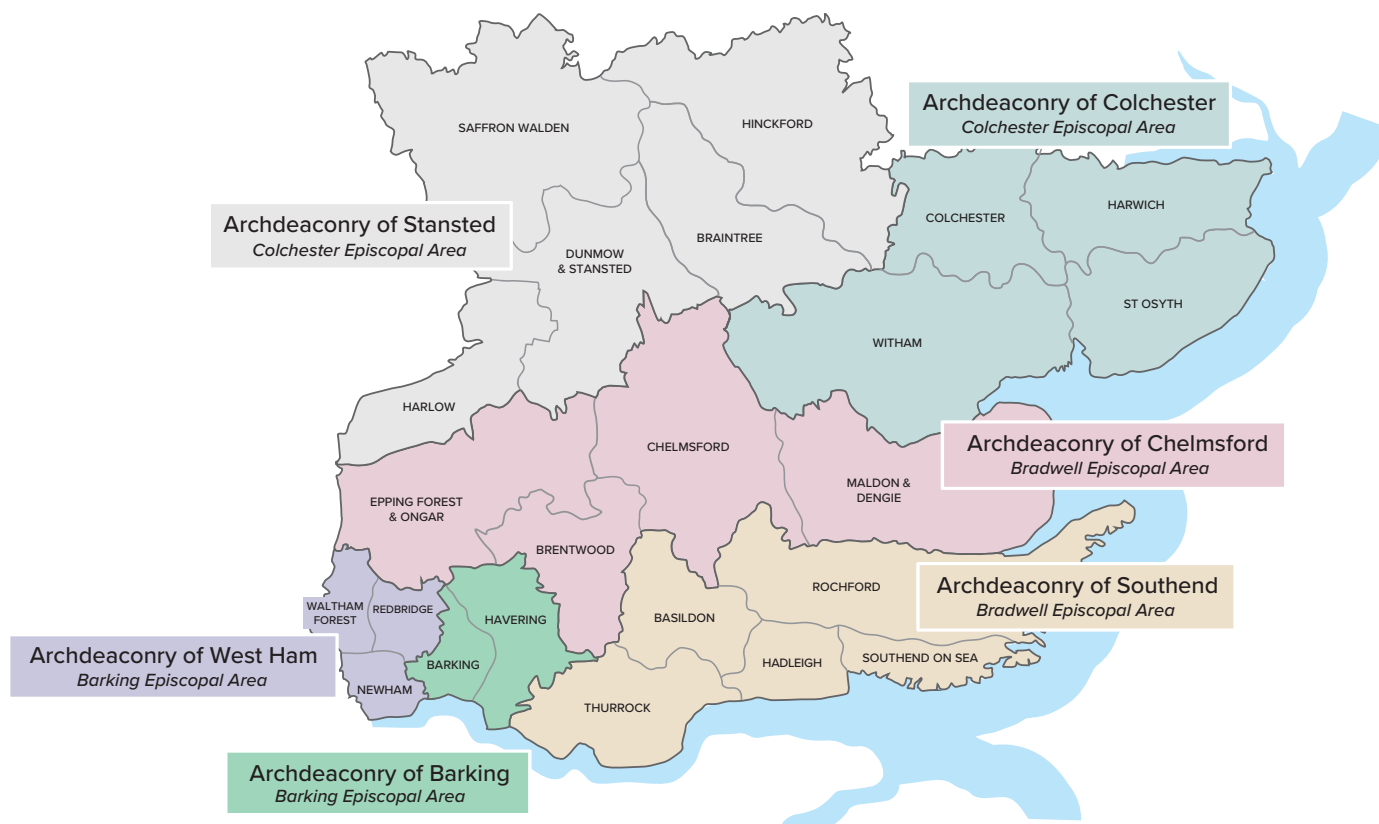 SAFFRON WALDEN
HINCKFORD
Archdeaconry of Colchester
Colchester Episcopal Area
Archdeaconry of Stansted
Colchester Episcopal Area
COLCHESTER
HARWICH
DUNMOW
& STANSTED
BRAINTREE
ST OSYTH
WITHAM
HARLOW
CHELMSFORD
Archdeaconry of Chelmsford
Bradwell Episcopal Area
EPPING FOREST
& ONGAR
MALDON &
DENGIE
BRENTWOOD
ROCHFORD
Archdeaconry of Southend
Bradwell Episcopal Area
WALTHAM
FOREST
REDBRIDGE
HAVERING
BASILDON
Archdeaconry of West Ham
Barking Episcopal Area
BARKING
HADLEIGH
SOUTHEND ON SEA
NEWHAM
THURROCK
Archdeaconry of Barking
Barking Episcopal Area